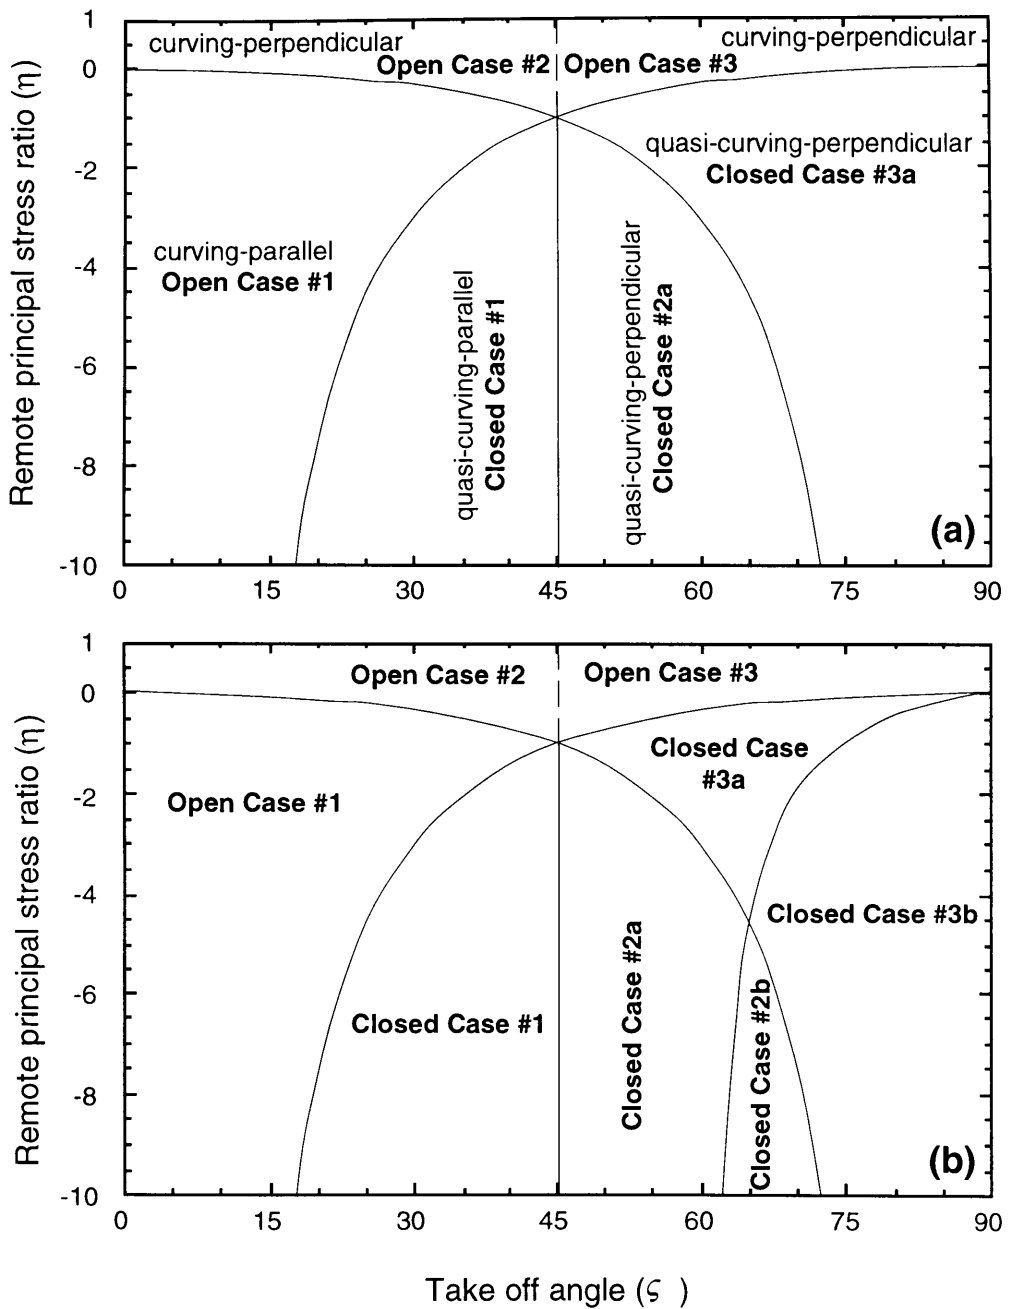 1
curving-perpendicular
curving-perpendicular
Open Case #2
Open Case #3
0
quasi-curving-perpendicular
Closed Case #3a
-2
curving-parallel
Open Case #1
-4
quasi-curving-parallel
Closed Case #1
quasi-curving-perpendicular
Closed Case #2a
-6
-8
-10
(a)
Remote principal stress ratio (η)
0 15 30 45 60 75 90
1
Open Case #2
Open Case #3
0
Closed Case
#3a
Open Case #1
-2
-4
Closed Case #3b
Closed Case #1
Closed Case #2a
Closed Case #2b
-6
-8
-10
(b)
Remote principal stress ratio (η)
0 15 30 45 60 75 90
Take off angle (ς )